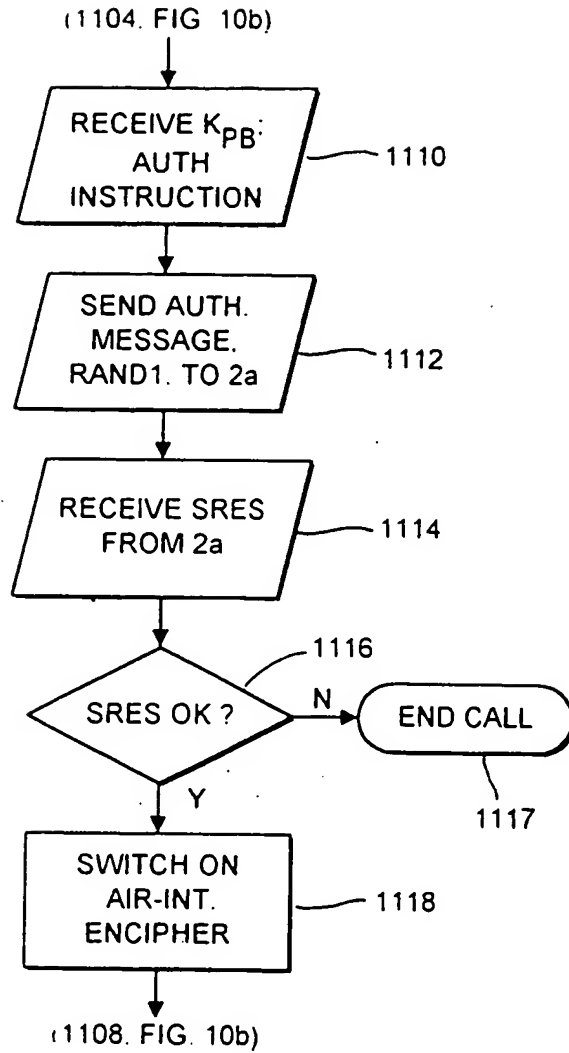 (1104. FIG 10b)
RECEIVE KPB:
AUTH
INSTRUCTION
1110
SEND AUTH.
MESSAGE.
RAND1. TO 2a
1112
RECEIVE SRES
FROM 2a
1114
1116
SRES OK ?
N
END CALL
1117
Y
SWITCH ON
AIR-INT.
ENCIPHER
1118
(1108. FIG. 10b)